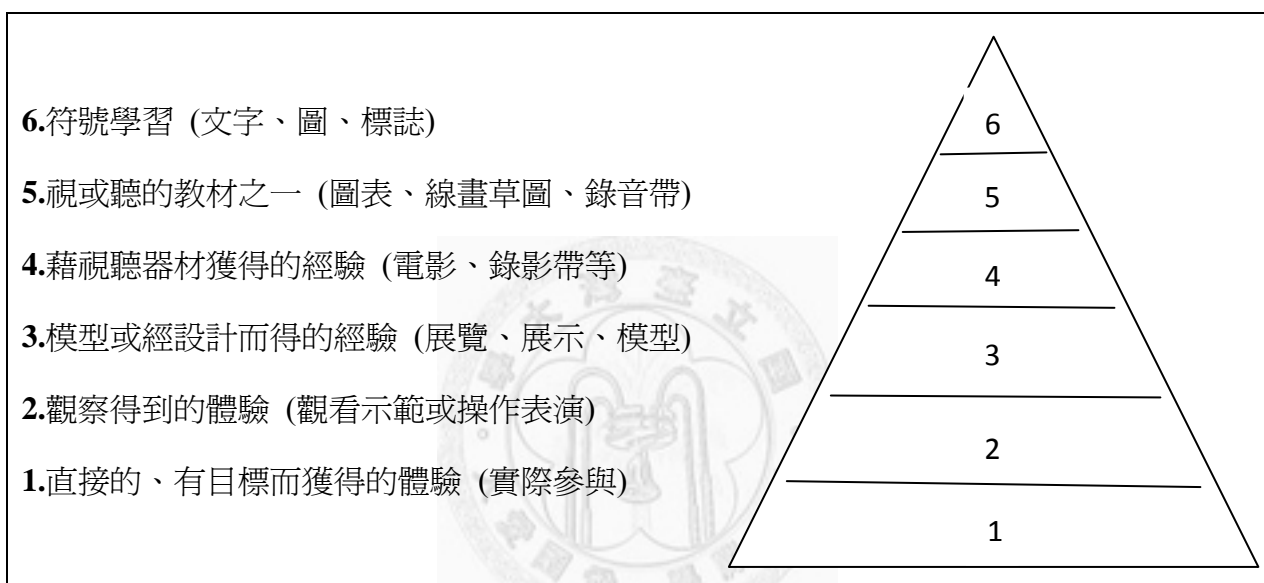 6.符號學習 (文字、圖、標誌)
5.視或聽的教材之一 (圖表、線畫草圖、錄音帶)
4.藉視聽器材獲得的經驗 (電影、錄影帶等)
3.模型或經設計而得的經驗 (展覽、展示、模型)
2.觀察得到的體驗 (觀看示範或操作表演)
1.直接的、有目標而獲得的體驗 (實際參與)
6
5
4
3
2
1